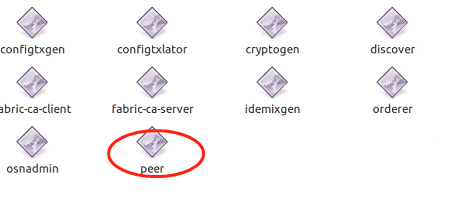 configtxgen configtxlator cryptogen discover
abric-ca-client fabric-ca-server idemixgen orderer
osnadmin peer